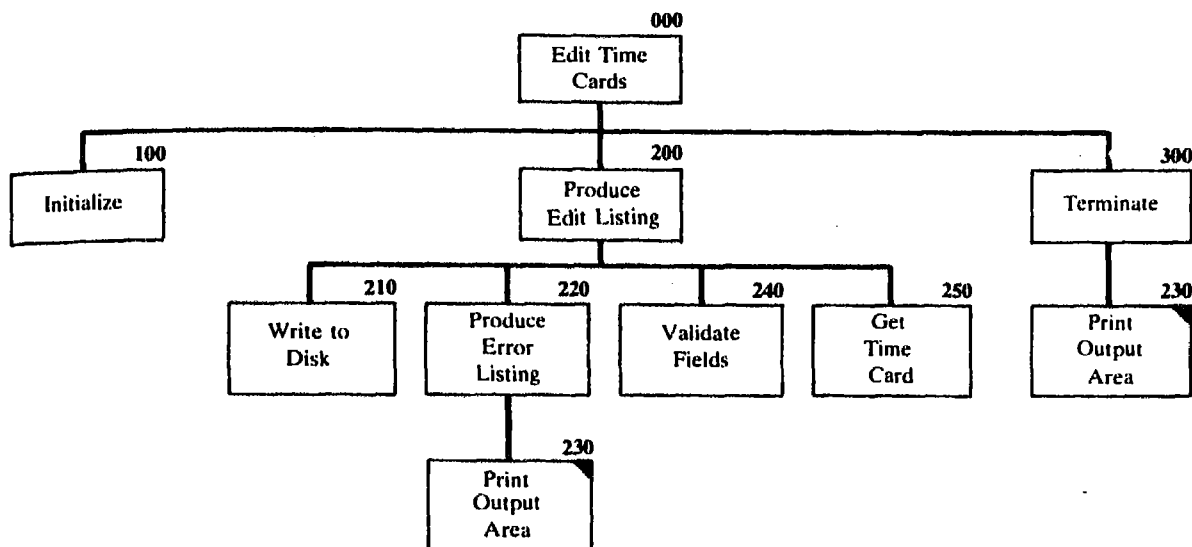 000
Edit Time
Cards
100
Initialize
200
Produce
Edit Listing
300
Terminate
210
Write to
Disk
220
Produce
Error
Listing
240
Validate
Fields
250
Get
Time
Card
230
Print
Output
Area
230
Print
Output
Area